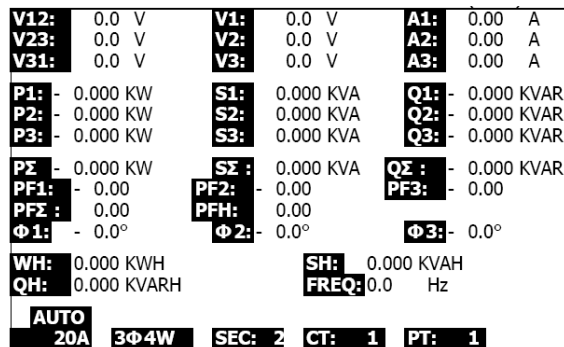 V12: 0.0 V V1: 0.0 V A1: 0.00 A
V23: 0.0 V V2: 0.0 V A2: 0.00 A
V31: 0.0 V V3: 0.0 V A3: 0.00 A
P1: - 0.000 KW S1: 0.000 KVA Q1: - 0.000 KVAR
P2: - 0.000 KW S2: 0.000 KVA Q2: - 0.000 KVAR
P3: - 0.000 KW S3: 0.000 KVA Q3: - 0.000 KVAR
PΣ - 0.000 KW SΣ : 0.000 KVA QΣ : - 0.000 KVAR
PF1: - 0.00 PF2: - 0.00 PF3: - 0.00
PFΣ : 0.00 PFH: 0.00
Φ1: - 0.0° Φ2: - 0.0° Φ3: - 0.0°
WH: 0.000 KWH SH: 0.000 KVAH
QH: 0.000 KVARH FREQ: 0.0 Hz
AUTO
20A 3Φ4W SEC: 2 CT: 1 PT: 1